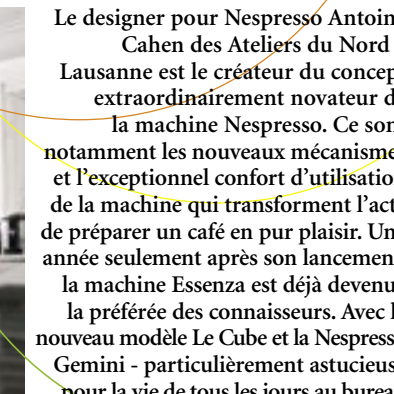 Le designer pour Nespresso Antoin
Cahen des Ateliers du Nord
Lausanne est le créateur du concep
extraordinairement novateur d
la machine Nespresso. Ce son
notamment les nouveaux mécanisme
et l’exceptionnel confort d’utilisatio
de la machine qui transforment l’act
de préparer un café en pur plaisir. Un
année seulement après son lancemen
la machine Essenza est déjà devenu
la préférée des connaisseurs. Avec l
nouveau modèle Le Cube et la Nespress
Gemini - particulièrement astucieus
pour la vie de tous les jours au burea